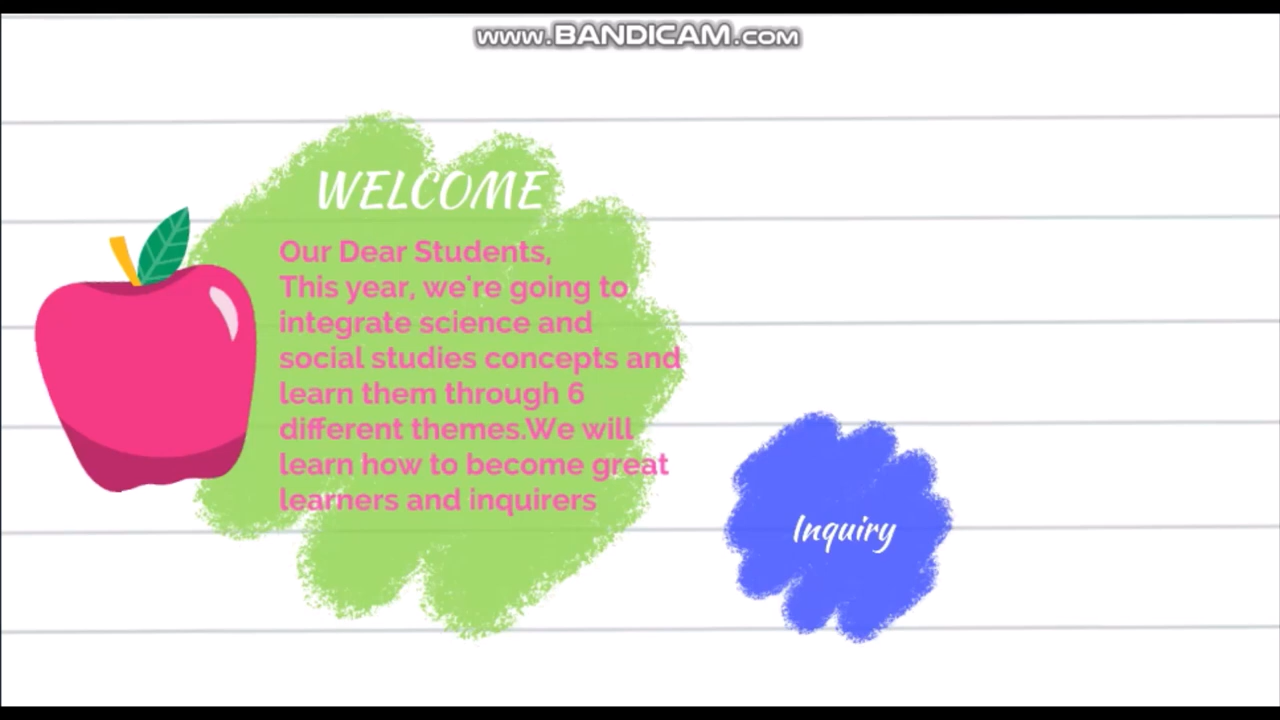 www.BANDICAM.com
WELCOME
Our Dear Students,
This year, we're going to
integrate science and
social studies concepts and
learn them through 6
different themes.We will
learn how to become great
learners and inquirers
Inquiry